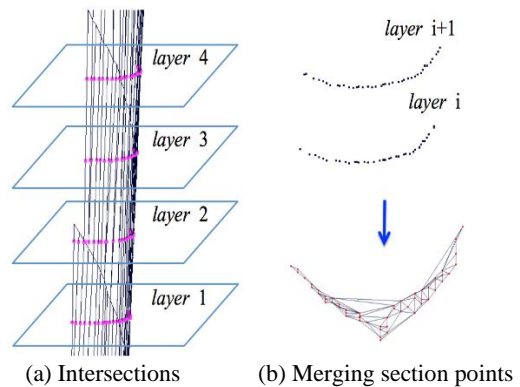 layer 4
layer 3
layer 2
layer 1
layer i+1
layer i
(a) Intersections
(b) Merging section points